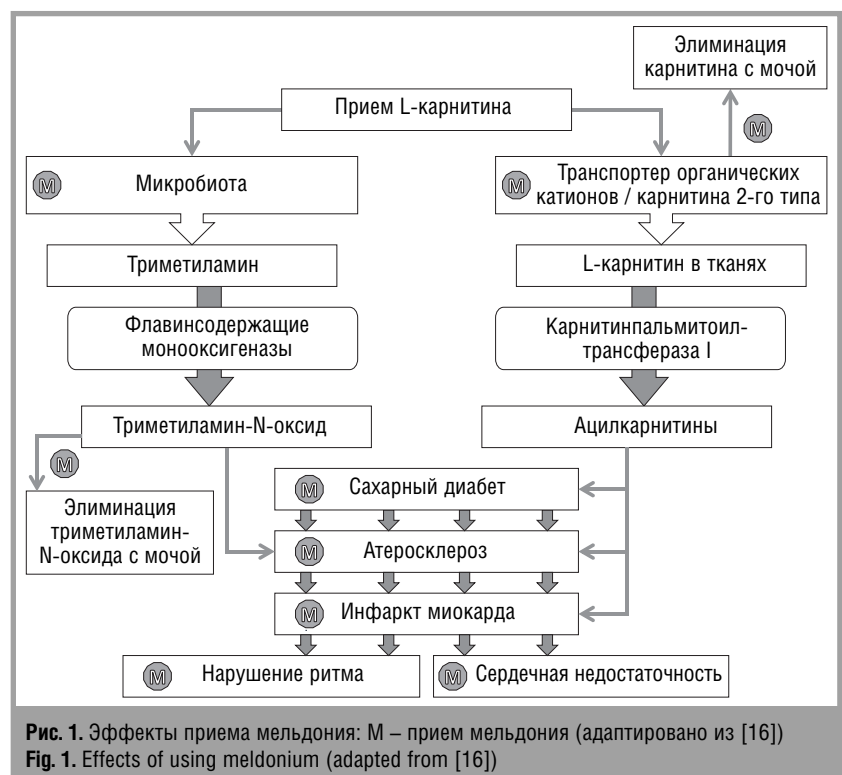 Элиминация
карнитина с мочой
Прием L-карнитина
М
М
Микробиота
М
Транспортер органических
катионов / карнитина 2-го типа
Триметиламин
L-карнитин в тканях
Флавинсодержащие
монооксигеназы
Карнитинпальмитоил-
трансфераза I
Триметиламин-N-оксид
Ацилкарнитины
М
Элиминация
триметиламин-
N-оксида с мочой
М
Сахарный диабет
М
Атеросклероз
М
Инфаркт миокарда
М
Нарушение ритма
М
Сердечная недостаточность
Рис. 1. Эффекты приема мельдония: М – прием мельдония (адаптировано из [16])
Fig. 1. Effects of using meldonium (adapted from [16])